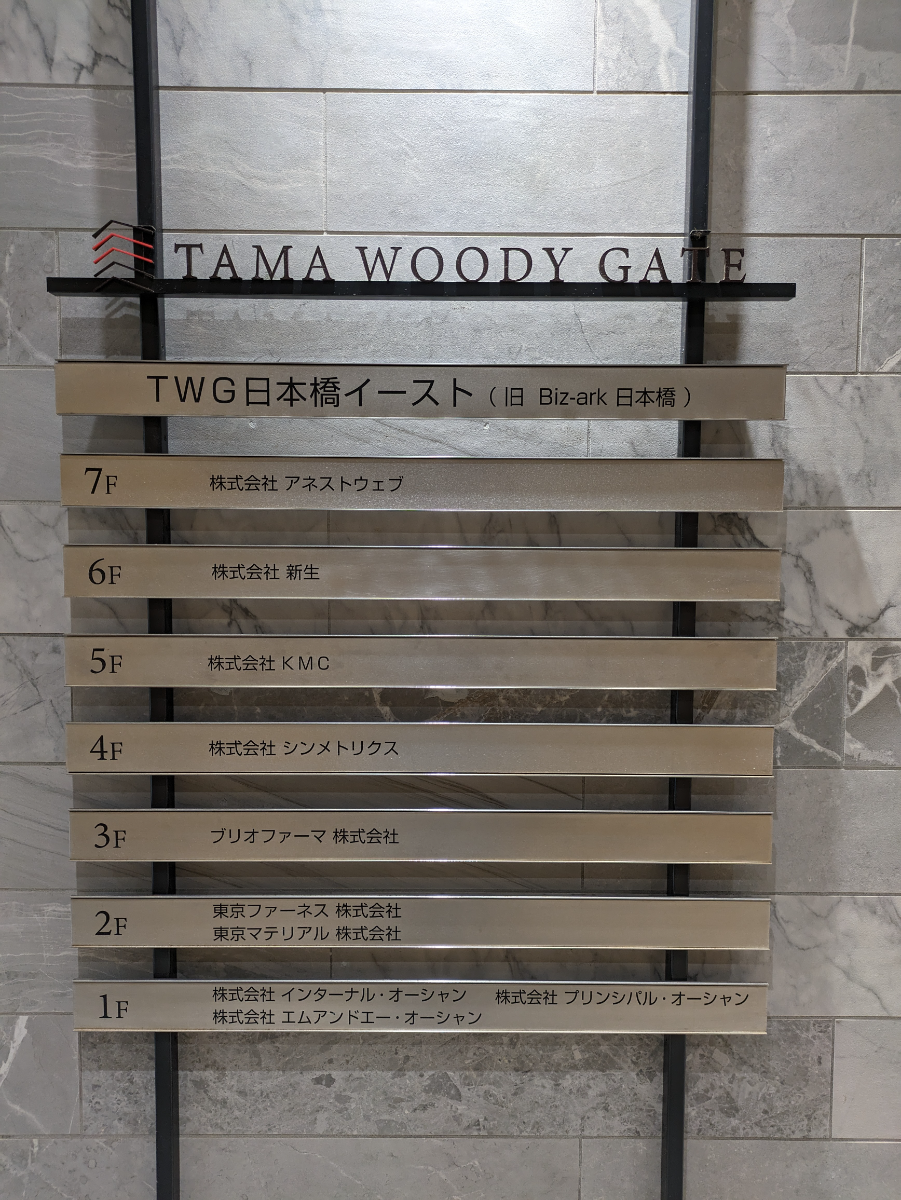 TAMA WOODY GATE
TWG日本橋イースト（旧 Biz-ark 日本橋）
7F 株式会社 アネストウェブ
6F 株式会社 新生
5F 株式会社 KMC
4F 株式会社 シンメトリクス
3F ブリオファーマ 株式会社
2F 東京ファーネス 株式会社
東京マテリアル 株式会社
1F 株式会社 インターナル・オーシャン 株式会社 プリンシパル・オーシャン
株式会社 エムアンドエー・オーシャン